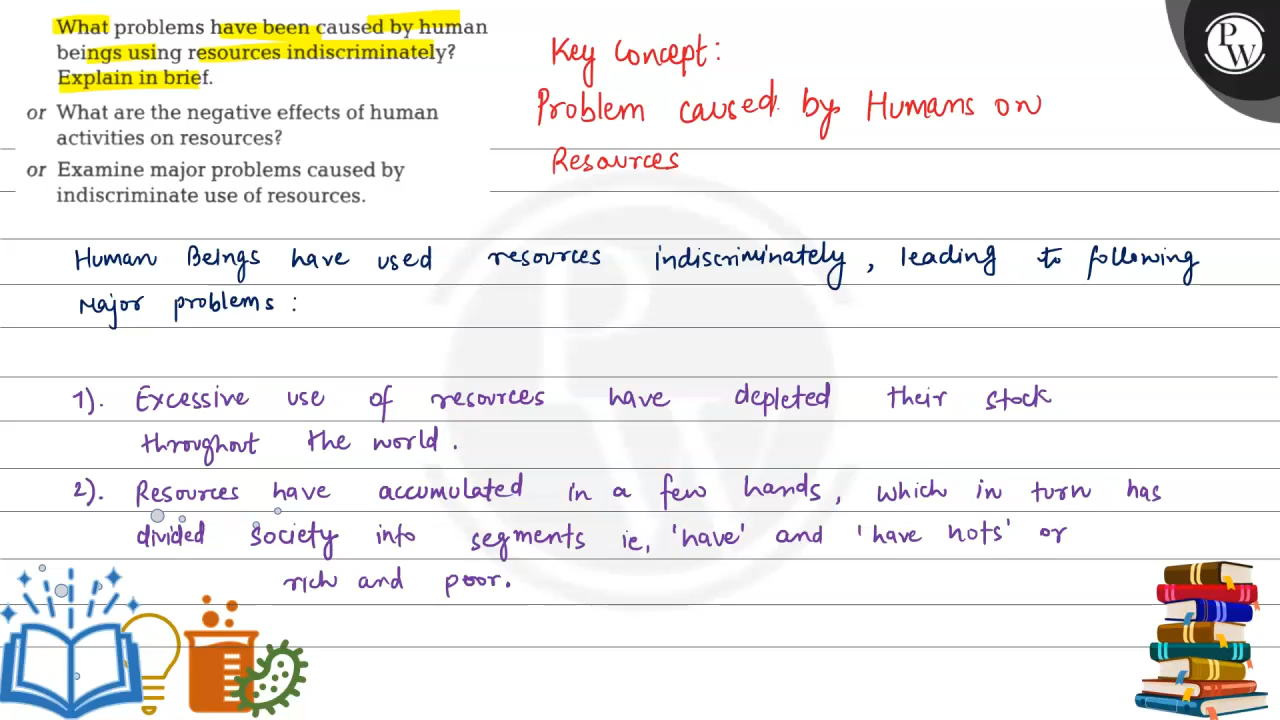 What problems have been caused by human
beings using resources indiscriminately?
Explain in brief.
or What are the negative effects of human
activities on resources?
or Examine major problems caused by
indiscriminate use of resources.
Key Concept:
Problem caused by Humans on
Resources
PW
Human Beings have used resources indiscriminately, leading to following
Major problems:
1). Excessive use of resources have depleted their stock
throughout the world.
2). Resources have accumulated in a few hands, which in turn has
divided society into segments ie, 'have' and 'have nots' or
rich and poor.